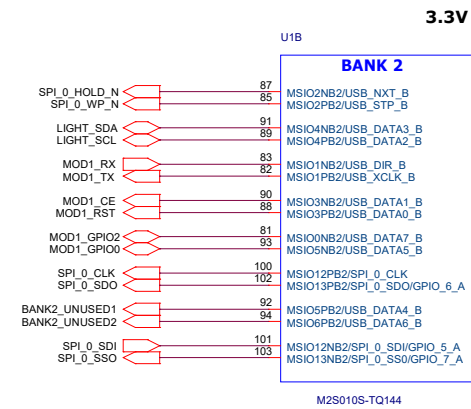 3.3V
U1B
BANK 2
SPI_0_HOLD_N 87 MSIO2NB2/USB_NXT_B
SPI_0_WP_N 85 MSIO2PB2/USB_STP_B
LIGHT_SDA 91 MSIO4NB2/USB_DATA3_B
LIGHT_SCL 89 MSIO4PB2/USB_DATA2_B
MOD1_RX 83 MSIO1NB2/USB_DIR_B
MOD1_TX 82 MSIO1PB2/USB_XCLK_B
MOD1_CE 90 MSIO3NB2/USB_DATA1_B
MOD1_RST 88 MSIO3PB2/USB_DATA0_B
MOD1_GPIO2 81 MSIO0NB2/USB_DATA7_B
MOD1_GPIO0 93 MSIO5NB2/USB_DATA5_B
SPI_0_CLK 100 MSIO12PB2/SPI_0_CLK
SPI_0_SDO 102 MSIO13PB2/SPI_0_SDO/GPIO_6_A
BANK2_UNUSED1 92 MSIO5PB2/USB_DATA4_B
BANK2_UNUSED2 94 MSIO6PB2/USB_DATA6_B
SPI_0_SDI 101 MSIO12NB2/SPI_0_SDI/GPIO_5_A
SPI_0_SSO 103 MSIO13NB2/SPI_0_SS0/GPIO_7_A
M2S010S-TQ144